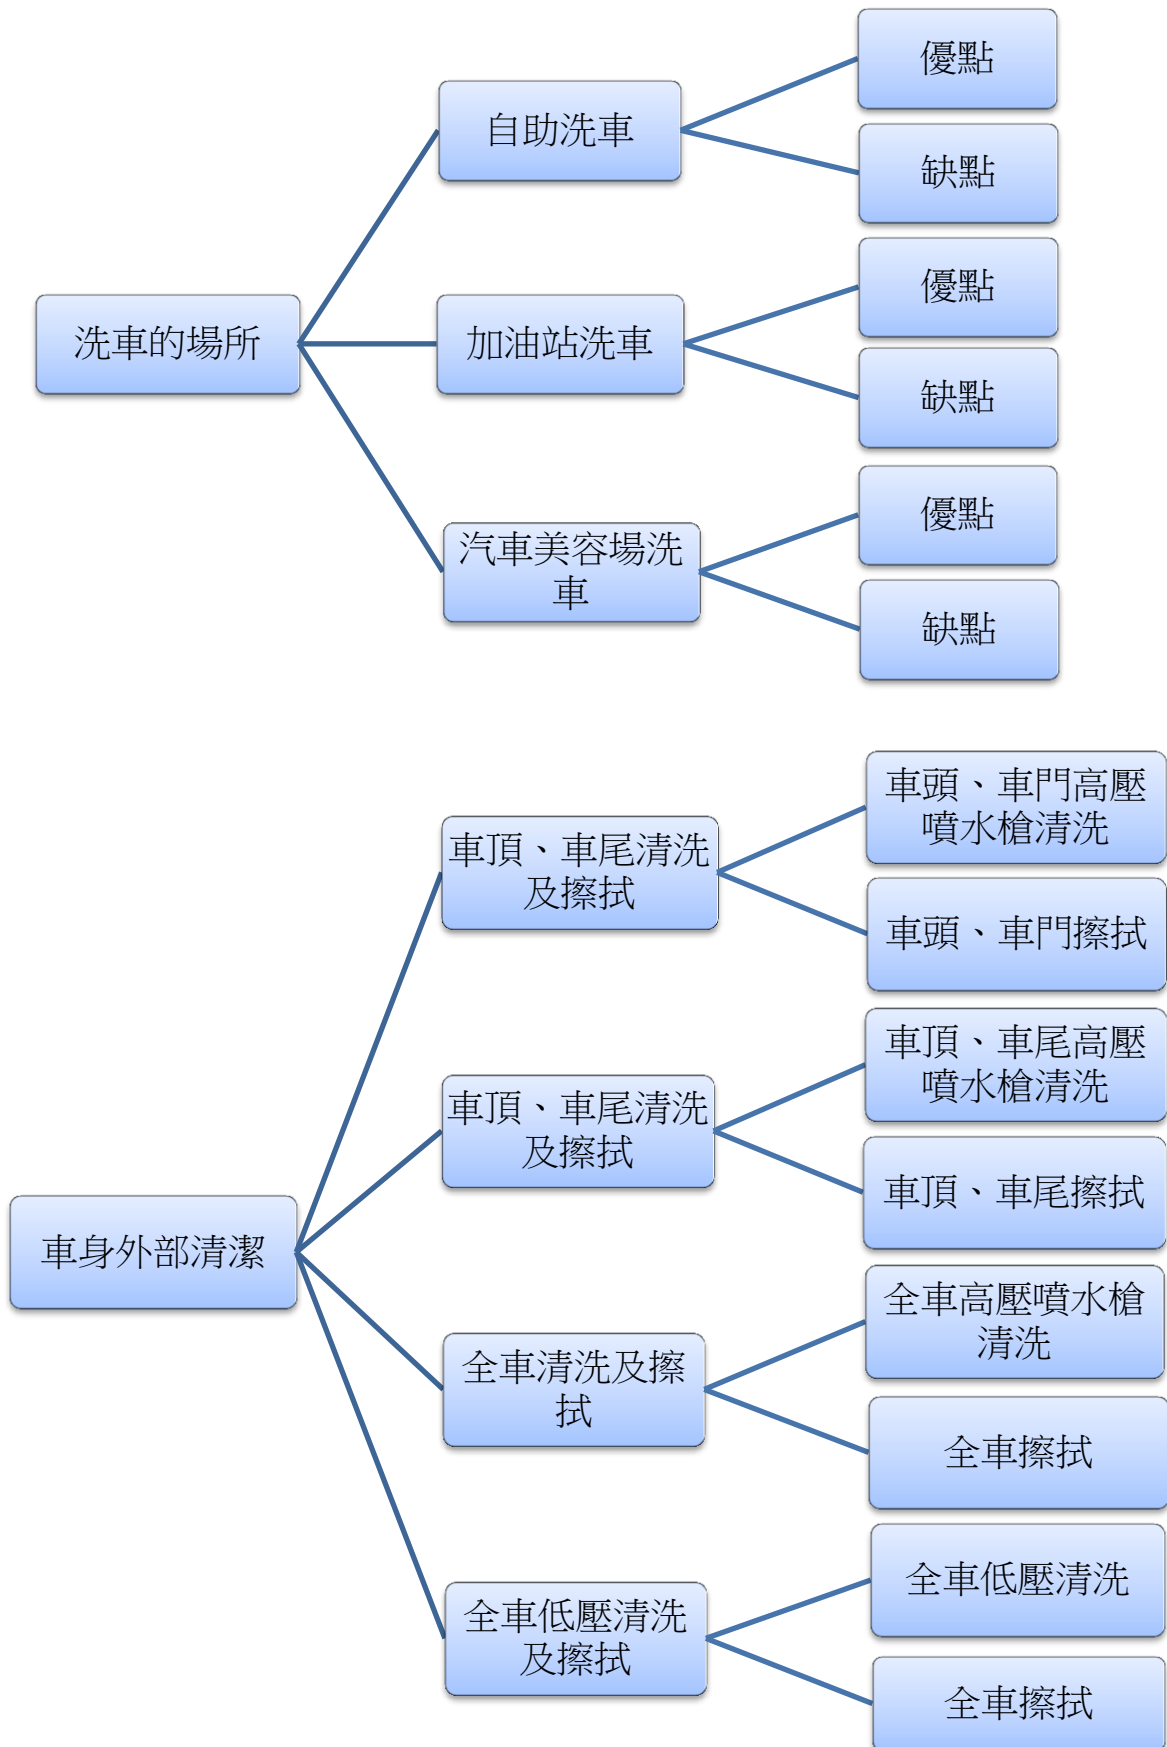 洗車的場所
自助洗車
優點
缺點
加油站洗車
優點
缺點
汽車美容場洗
車
優點
缺點
車身外部清潔
車頂、車尾清洗
及擦拭
車頭、車門高壓
噴水槍清洗
車頭、車門擦拭
車頂、車尾清洗
及擦拭
車頂、車尾高壓
噴水槍清洗
車頂、車尾擦拭
全車清洗及擦
拭
全車高壓噴水槍
清洗
全車擦拭
全車低壓清洗
及擦拭
全車低壓清洗
全車擦拭